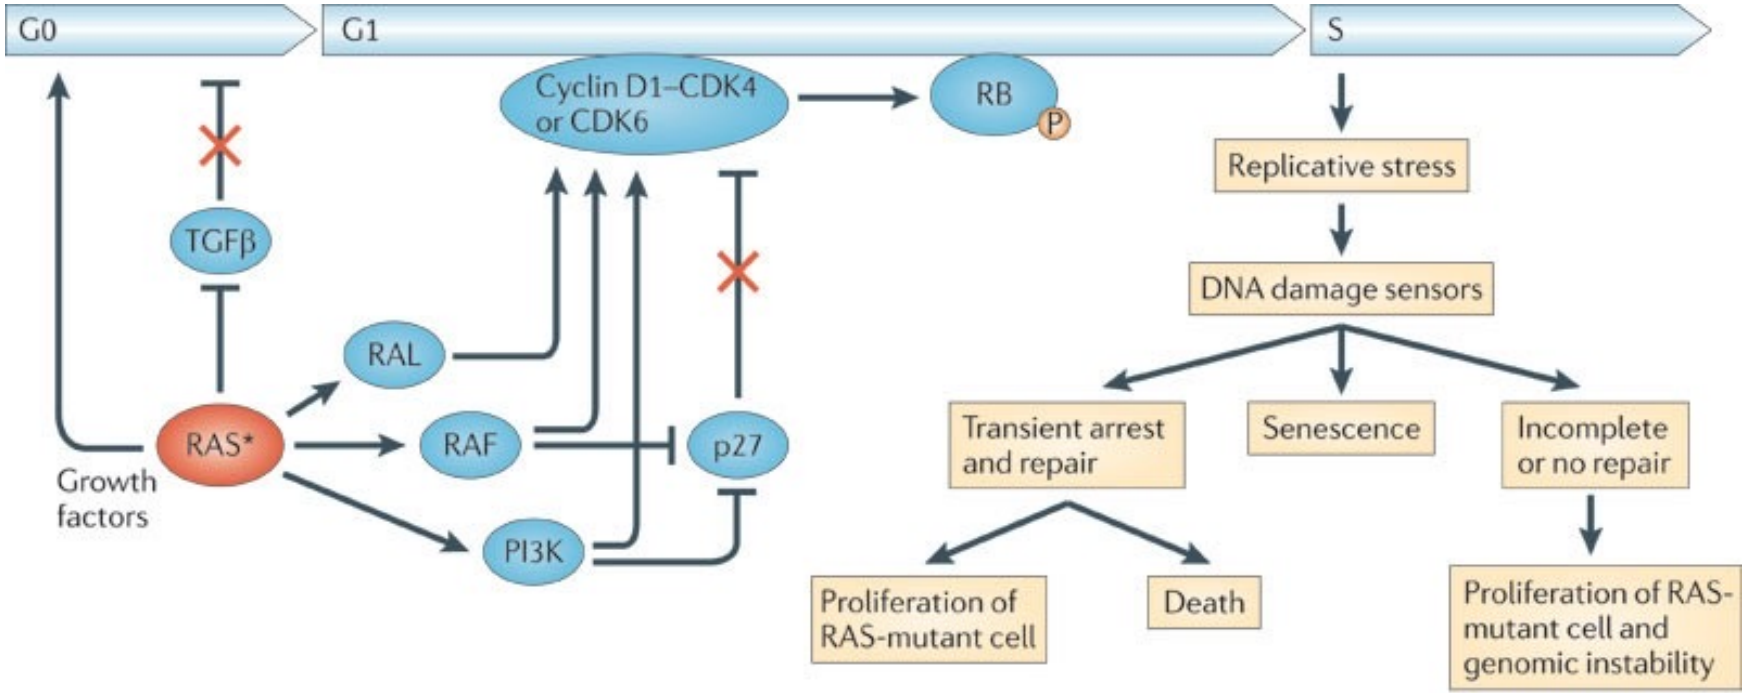 G0
G1
S
Cyclin D1–CDK4
or CDK6
RB
P
Replicative stress
TGFβ
DNA damage sensors
RAL
RAS*
RAF
p27
Growth
factors
PI3K
Transient arrest
and repair
Senescence
Incomplete
or no repair
Proliferation of
RAS-mutant cell
Death
Proliferation of RAS-
mutant cell and
genomic instability